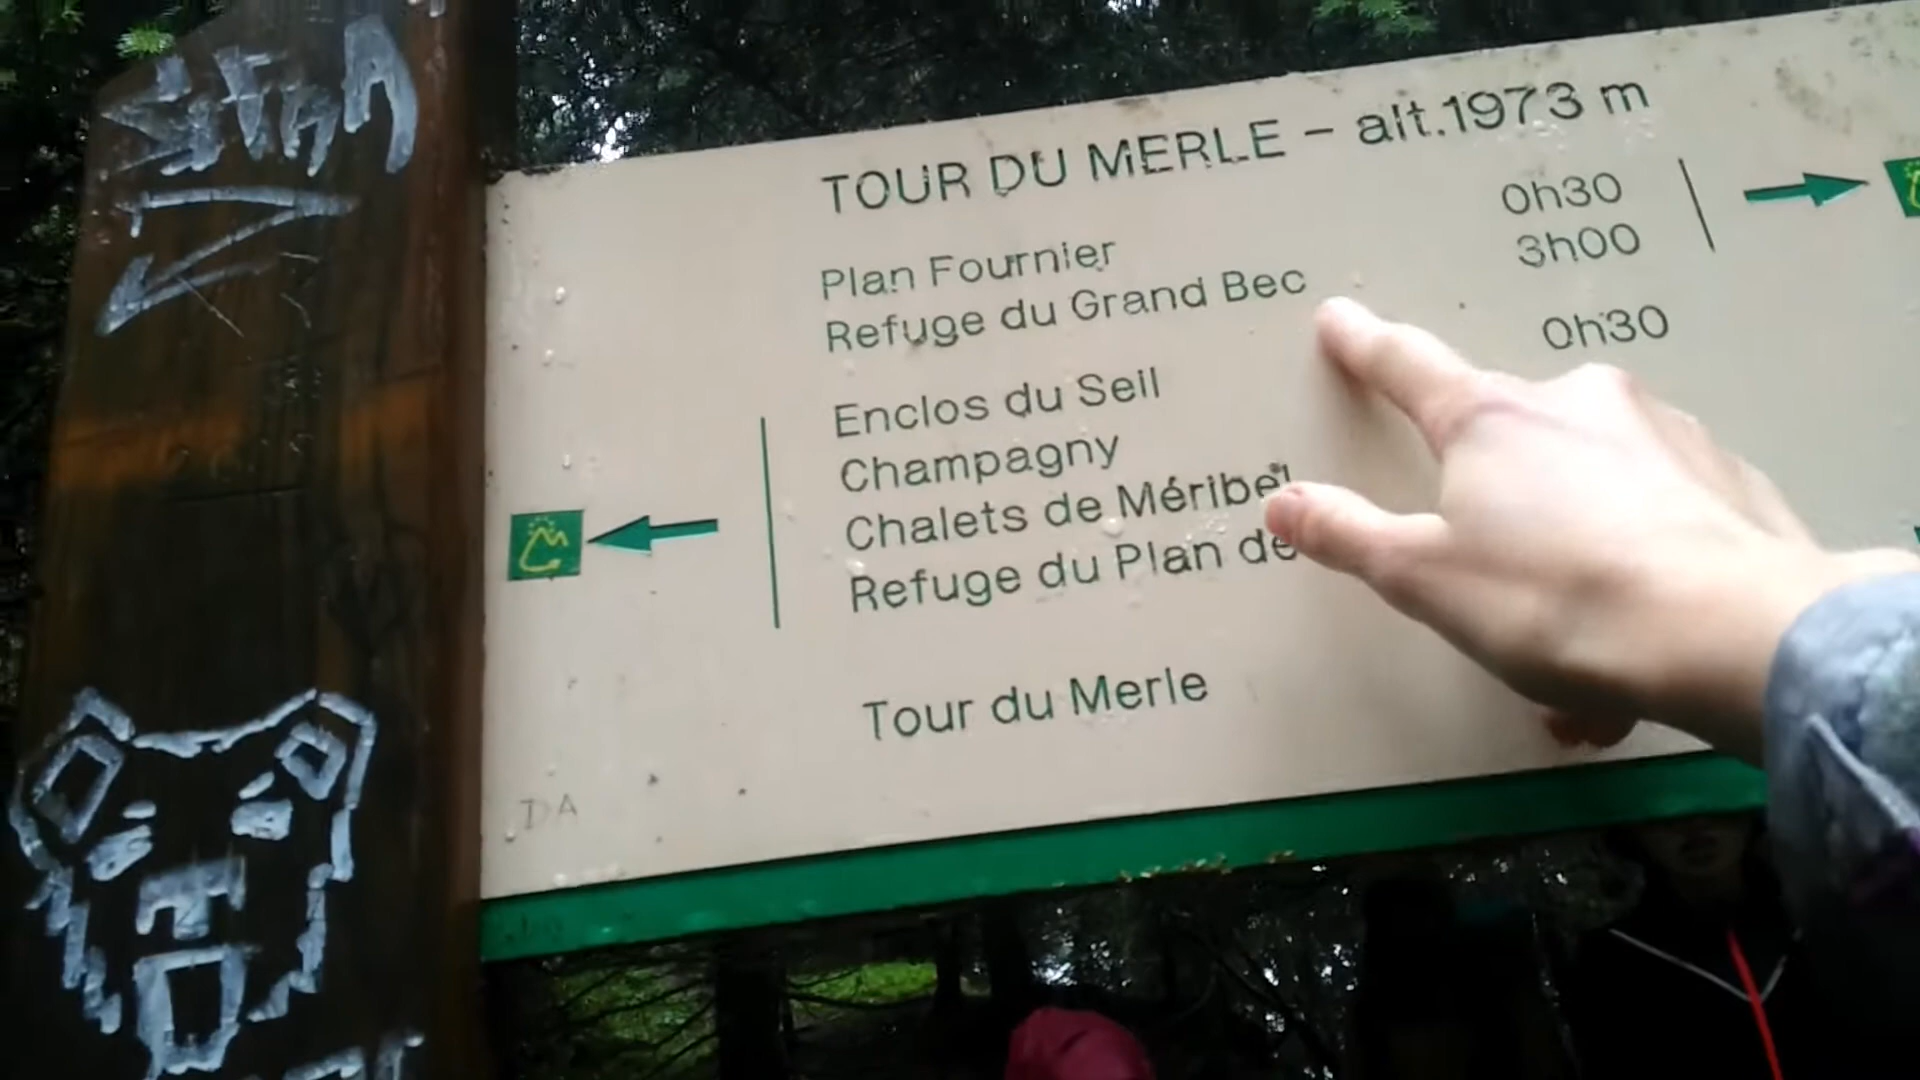 TOUR DU MERLE – alt.1973 m
Plan Fournier 0h30
Refuge du Grand Bec 3h00
Enclos du Seil 0h30
Champagny
Chalets de Méribel
Refuge du Plan de
Tour du Merle
DA